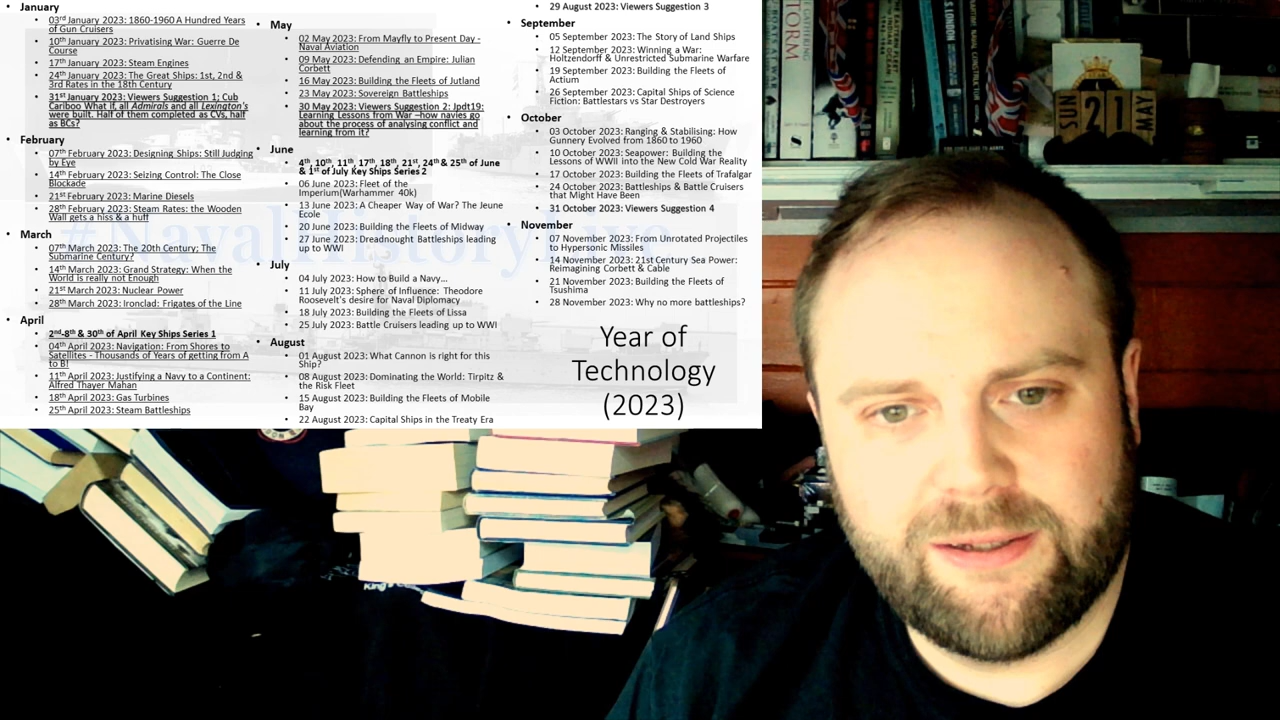 January
03rd January 2023: 1860-1960 A Hundred Years
of Gun Cruisers
10th January 2023: Privatising War: Guerre De
Course
17th January 2023: Steam Engines
24th January 2023: The Great Ships: 1st, 2nd &
3rd Rates in the 18th Century
31st January 2023: Viewers Suggestion 1; Cub
Cariboo What if, all Admirals and all Lexington's
were built. Half of them completed as CVs, half
as BCs?
February
07th February 2023: Designing Ships: Still Judging
by Eye
14th February 2023: Seizing Control: The Close
Blockade
21st February 2023: Marine Diesels
28th February 2023: Steam Rates: the Wooden
Wall gets a hiss & a huff
March
07th March 2023: The 20th Century; The
Submarine Century?
14th March 2023: Grand Strategy: When the
World is really not Enough
21st March 2023: Nuclear Power
28th March 2023: Ironclad: Frigates of the Line
April
2nd-8th & 30th of April Key Ships Series 1
04th April 2023: Navigation: From Shores to
Satellites - Thousands of Years of getting from A
to B!
11th April 2023: Justifying a Navy to a Continent:
Alfred Thayer Mahan
18th April 2023: Gas Turbines
25th April 2023: Steam Battleships
May
02 May 2023: From Mayfly to Present Day -
Naval Aviation
09 May 2023: Defending an Empire: Julian
Corbett
16 May 2023: Building the Fleets of Jutland
23 May 2023: Sovereign Battleships
30 May 2023: Viewers Suggestion 2: Jpdt19:
Learning Lessons from War –how navies go
about the process of analysing conflict and
learning from it?
June
4th, 10th, 11th, 17th, 18th, 21st, 24th & 25th of June
& 1st of July Key Ships Series 2
06 June 2023: Fleet of the
Imperium(Warhammer 40k)
13 June 2023: A Cheaper Way of War? The Jeune
Ecole
20 June 2023: Building the Fleets of Midway
27 June 2023: Dreadnought Battleships leading
up to WWI
July
04 July 2023: How to Build a Navy...
11 July 2023: Sphere of Influence: Theodore
Roosevelt's desire for Naval Diplomacy
18 July 2023: Building the Fleets of Lissa
25 July 2023: Battle Cruisers leading up to WWI
August
01 August 2023: What Cannon is right for this
Ship?
08 August 2023: Dominating the World: Tirpitz &
the Risk Fleet
15 August 2023: Building the Fleets of Mobile
Bay
22 August 2023: Capital Ships in the Treaty Era
29 August 2023: Viewers Suggestion 3
September
05 September 2023: The Story of Land Ships
12 September 2023: Winning a War:
Holtzendorff & Unrestricted Submarine Warfare
19 September 2023: Building the Fleets of
Actium
26 September 2023: Capital Ships of Science
Fiction: Battlestars vs Star Destroyers
October
03 October 2023: Ranging & Stabilising: How
Gunnery Evolved from 1860 to 1960
10 October 2023: Seapower: Building the
Lessons of WWII into the New Cold War Reality
17 October 2023: Building the Fleets of Trafalgar
24 October 2023: Battleships & Battle Cruisers
that Might Have Been
31 October 2023: Viewers Suggestion 4
November
07 November 2023: From Unrotated Projectiles
to Hypersonic Missiles
14 November 2023: 21st Century Sea Power:
Reimagining Corbett & Cable
21 November 2023: Building the Fleets of
Tsushima
28 November 2023: Why no more battleships?
Year of
Technology
(2023)
#NavalHistoryLive
STORM
SUN 21 MAY